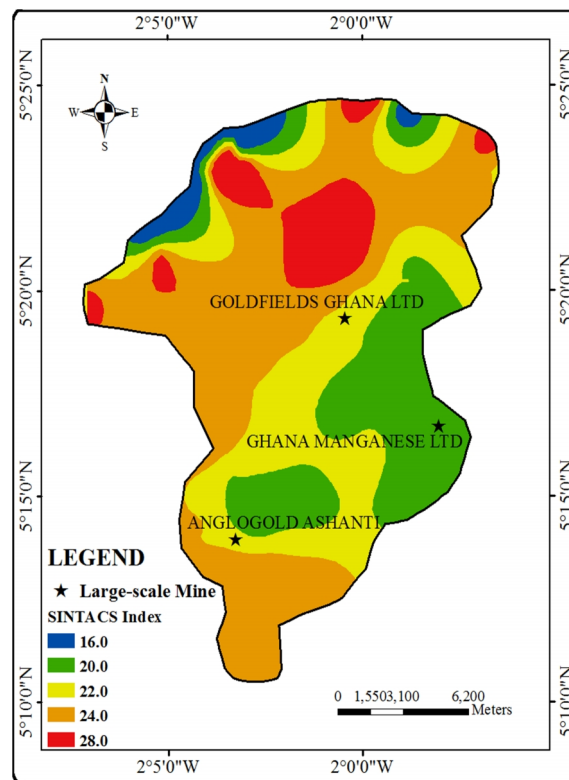 2°5'0"W 2°0'0"W
5°25'0"N 5°25'0"N
N
W E
S
5°20'0"N 5°20'0"N
GOLDFIELDS GHANA LTD
GHANA MANGANESE LTD
5°15'0"N 5°15'0"N
ANGLOGOLD ASHANTI
LEGEND
Large-scale Mine
SINTACS Index
16.0
20.0
22.0
24.0
28.0
0 1,5503,100 6,200
Meters
5°10'0"N 5°10'0"N
2°5'0"W 2°0'0"W